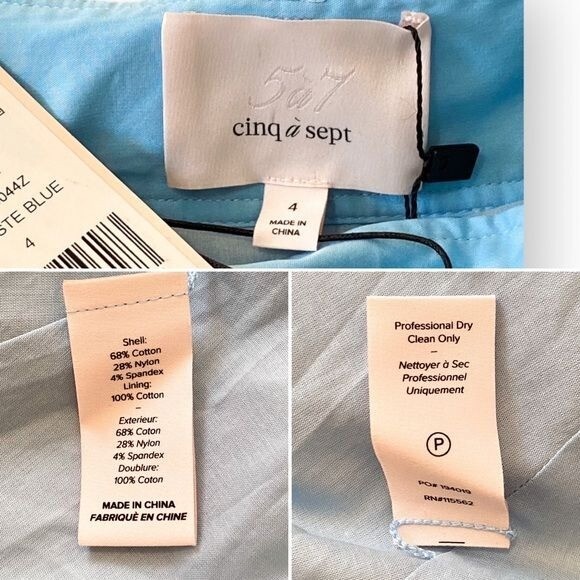 044Z
STE BLUE
4
5à7
cinq à sept
4
MADE IN
CHINA
Shell:
68% Cotton
28% Nylon
4% Spandex
Lining:
100% Cotton
–
Exterieur:
68% Coton
28% Nylon
4% Spandex
Doublure:
100% Coton
MADE IN CHINA
FABRIQUÉ EN CHINE
Professional Dry
Clean Only
–
Nettoyer à Sec
Professionnel
Uniquement
P
PO# 194019
RN#115562